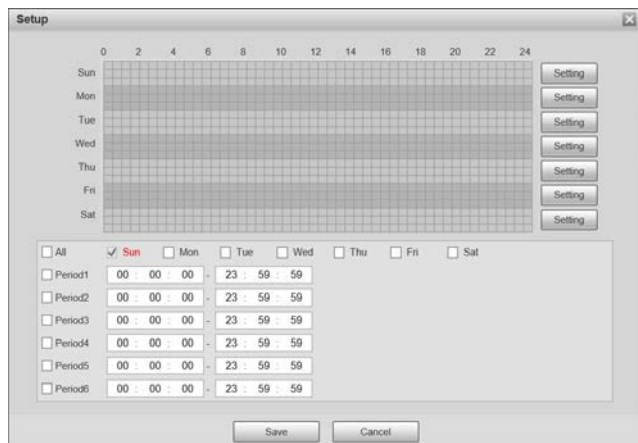 Setup
0 2 4 6 8 10 12 14 16 18 20 22 24
Sun Setting
Mon Setting
Tue Setting
Wed Setting
Thu Setting
Fri Setting
Sat Setting
All Sun Mon Tue Wed Thu Fri Sat
Period1 00 : 00 : 00 - 23 : 59 : 59
Period2 00 : 00 : 00 - 23 : 59 : 59
Period3 00 : 00 : 00 - 23 : 59 : 59
Period4 00 : 00 : 00 - 23 : 59 : 59
Period5 00 : 00 : 00 - 23 : 59 : 59
Period6 00 : 00 : 00 - 23 : 59 : 59
Save Cancel